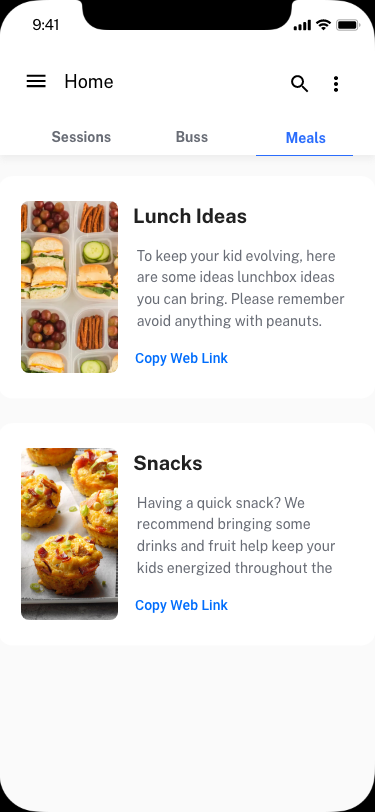 9:41
Home
Sessions Buss Meals
Lunch Ideas
To keep your kid evolving, here
are some ideas lunchbox ideas
you can bring. Please remember
avoid anything with peanuts.
Copy Web Link
Snacks
Having a quick snack? We
recommend bringing some
drinks and fruit help keep your
kids energized throughout the
Copy Web Link